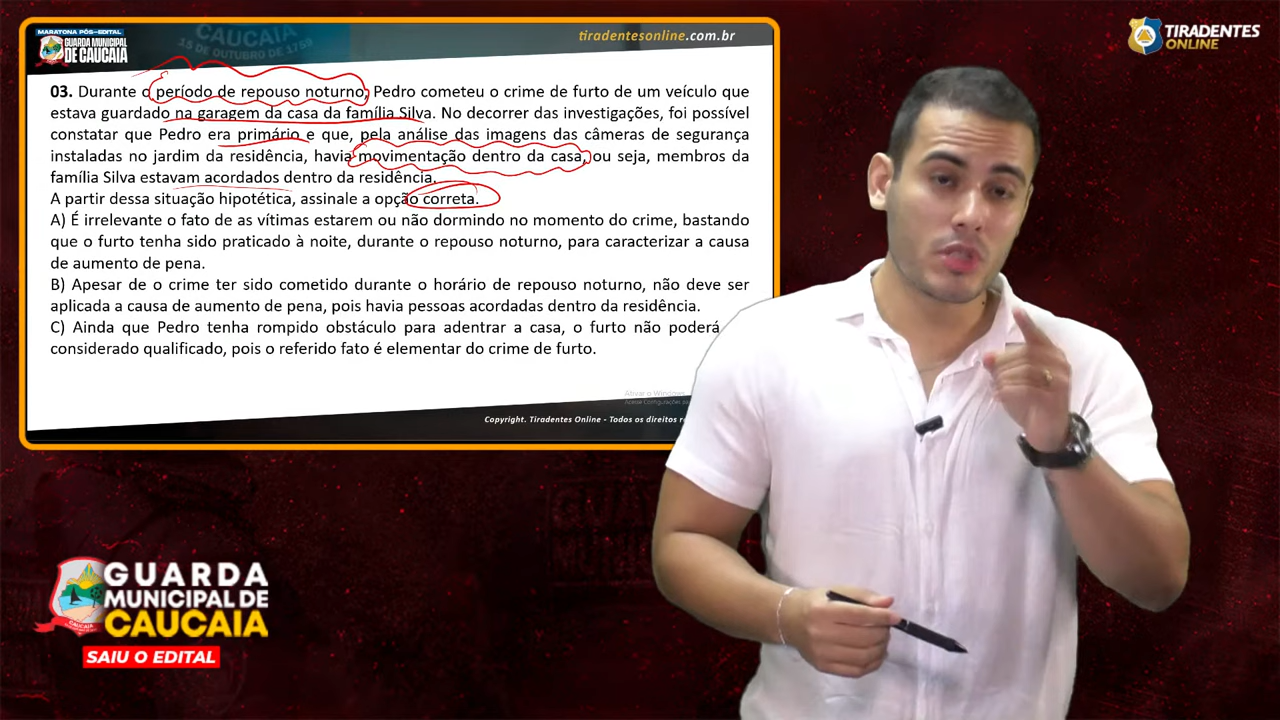 MARATONA PÓS-EDITAL
GUARDA MUNICIPAL
DE CAUCAIA
CAUCAIA
15 DE OUTUBRO DE 1759
tiradentesonline.com.br
TIRADENTES
ONLINE
03. Durante o período de repouso noturno, Pedro cometeu o crime de furto de um veículo que
estava guardado na garagem da casa da família Silva. No decorrer das investigações, foi possível
constatar que Pedro era primário e que, pela análise das imagens das câmeras de segurança
instaladas no jardim da residência, havia movimentação dentro da casa, ou seja, membros da
família Silva estavam acordados dentro da residência.
A partir dessa situação hipotética, assinale a opção correta.
A) É irrelevante o fato de as vítimas estarem ou não dormindo no momento do crime, bastando
que o furto tenha sido praticado à noite, durante o repouso noturno, para caracterizar a causa
de aumento de pena.
B) Apesar de o crime ter sido cometido durante o horário de repouso noturno, não deve ser
aplicada a causa de aumento de pena, pois havia pessoas acordadas dentro da residência.
C) Ainda que Pedro tenha rompido obstáculo para adentrar a casa, o furto não poderá
considerado qualificado, pois o referido fato é elementar do crime de furto.
Ativar o Windows
Copyright. Tiradentes Online - Todos os direitos
GUARDA
MUNICIPAL DE
CAUCAIA
SAIU O EDITAL